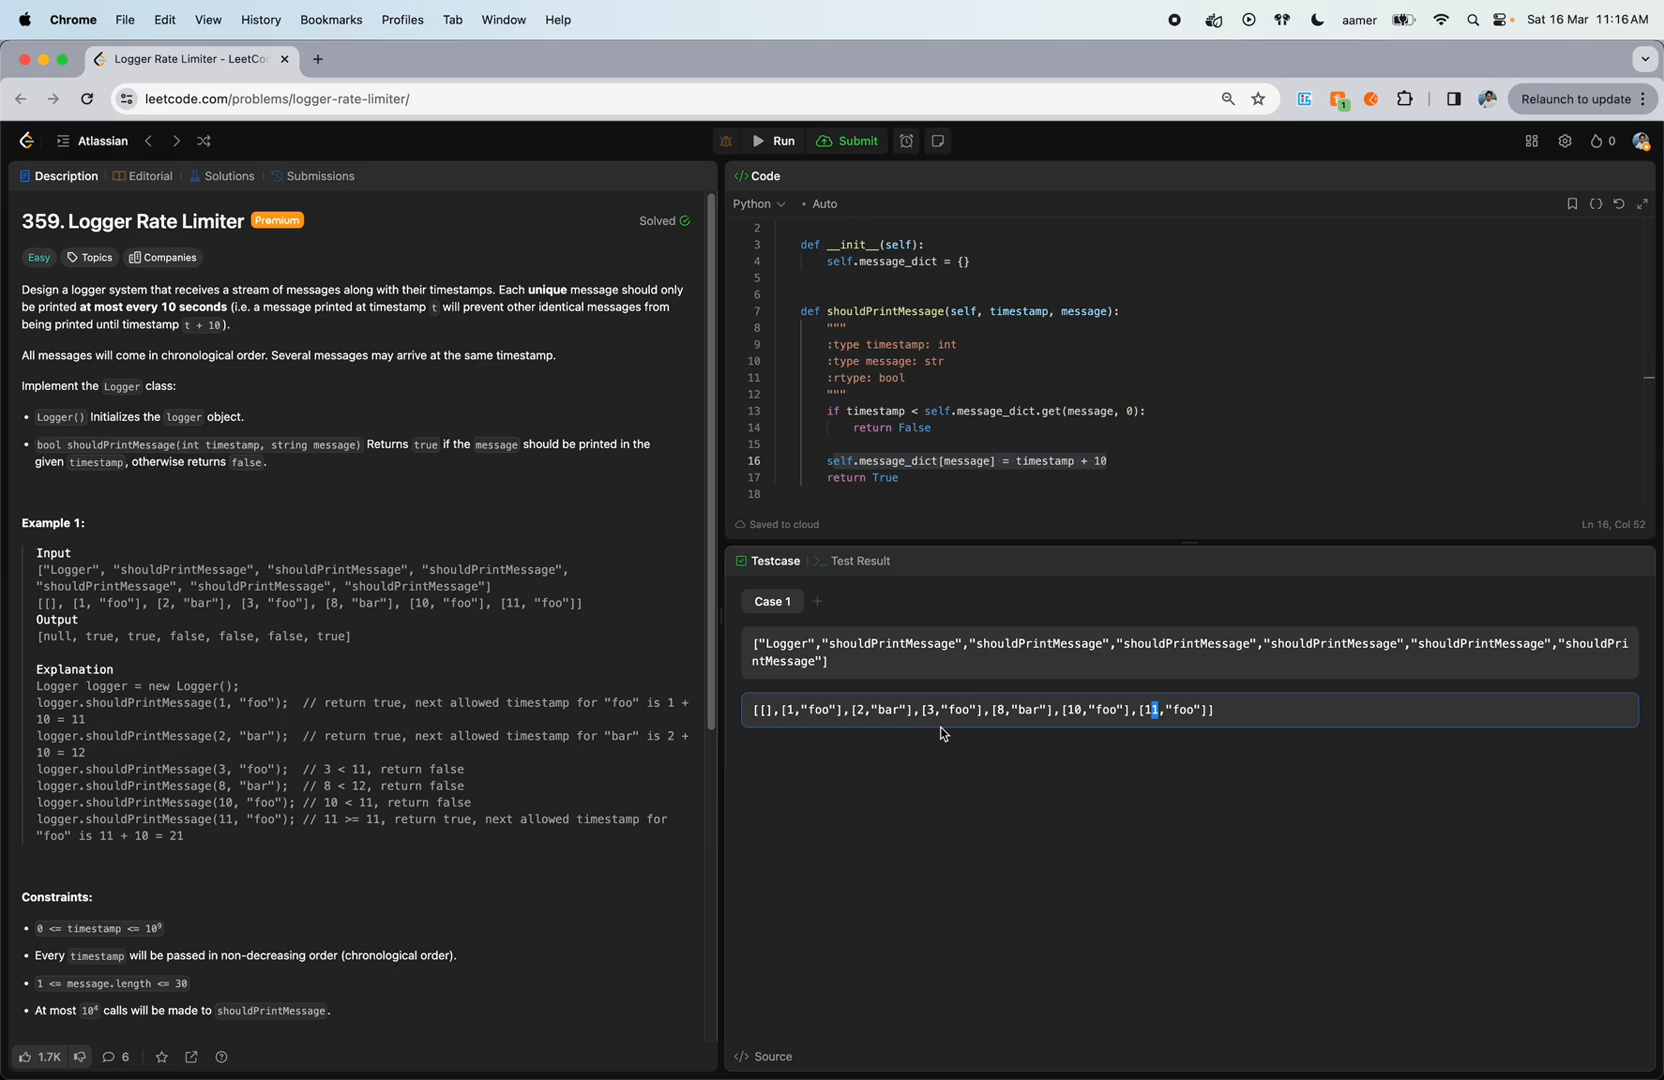 Chrome File Edit View History Bookmarks Profiles Tab Window Help aamer Sat 16 Mar 11:16 AM
Logger Rate Limiter - LeetCo
leetcode.com/problems/logger-rate-limiter/ 1 Relaunch to update
Atlassian Run Submit 0
Description Editorial Solutions Submissions
359. Logger Rate Limiter Premium Solved
Easy Topics Companies
Design a logger system that receives a stream of messages along with their timestamps. Each unique message should only
be printed at most every 10 seconds (i.e. a message printed at timestamp t will prevent other identical messages from
being printed until timestamp t + 10).
All messages will come in chronological order. Several messages may arrive at the same timestamp.
Implement the Logger class:
• Logger() Initializes the logger object.
• bool shouldPrintMessage(int timestamp, string message) Returns true if the message should be printed in the
given timestamp, otherwise returns false.
Example 1:
Input
["Logger", "shouldPrintMessage", "shouldPrintMessage", "shouldPrintMessage",
"shouldPrintMessage", "shouldPrintMessage", "shouldPrintMessage"]
[[], [1, "foo"], [2, "bar"], [3, "foo"], [8, "bar"], [10, "foo"], [11, "foo"]]
Output
[null, true, true, false, false, false, true]
Explanation
Logger logger = new Logger();
logger.shouldPrintMessage(1, "foo");  // return true, next allowed timestamp for "foo" is 1 +
10 = 11
logger.shouldPrintMessage(2, "bar");  // return true, next allowed timestamp for "bar" is 2 +
10 = 12
logger.shouldPrintMessage(3, "foo");  // 3 < 11, return false
logger.shouldPrintMessage(8, "bar");  // 8 < 12, return false
logger.shouldPrintMessage(10, "foo"); // 10 < 11, return false
logger.shouldPrintMessage(11, "foo"); // 11 >= 11, return true, next allowed timestamp for
"foo" is 11 + 10 = 21
Constraints:
• 0 <= timestamp <= 10⁹
• Every timestamp will be passed in non-decreasing order (chronological order).
• 1 <= message.length <= 30
• At most 10⁴ calls will be made to shouldPrintMessage.
1.7K 6
</> Code
Python • Auto
2
3 def __init__(self):
4 self.message_dict = {}
5
6
7 def shouldPrintMessage(self, timestamp, message):
8 """
9 :type timestamp: int
10 :type message: str
11 :rtype: bool
12 """
13 if timestamp < self.message_dict.get(message, 0):
14 return False
15
16 self.message_dict[message] = timestamp + 10
17 return True
18
Saved to cloud Ln 16, Col 52
Testcase >_ Test Result
Case 1 +
["Logger","shouldPrintMessage","shouldPrintMessage","shouldPrintMessage","shouldPrintMessage","shouldPrintMessage","shouldPri
ntMessage"]
[[],[1,"foo"],[2,"bar"],[3,"foo"],[8,"bar"],[10,"foo"],[11,"foo"]]
</> Source